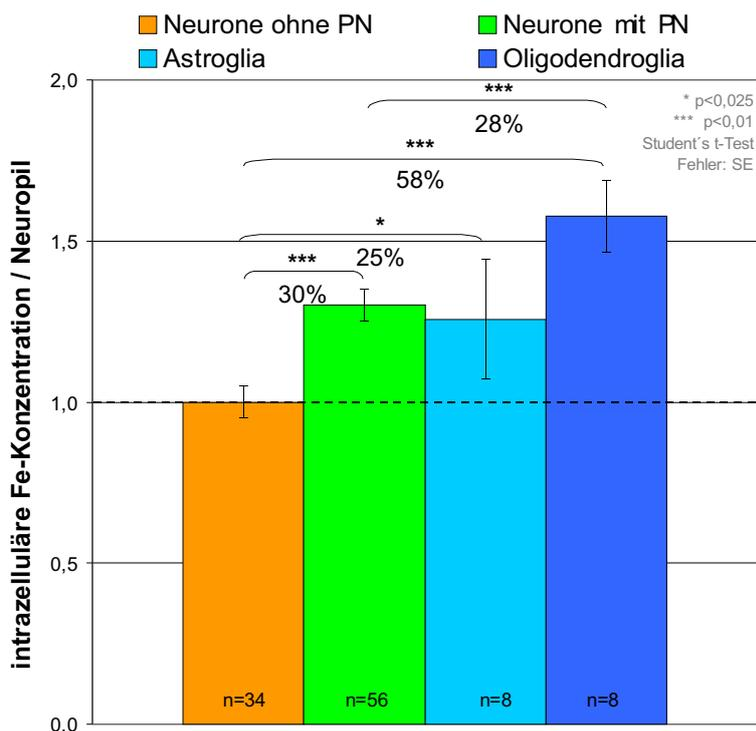 Neurone ohne PN
Neurone mit PN
Astroglia
Oligodendroglia
2,0
***
28%
* p<0,025
*** p<0,01
Student´s t-Test
Fehler: SE
***
58%
*
1,5
25%
***
30%
1,0
0,5
n=34
n=56
n=8
n=8
0,0
intrazelluläre Fe-Konzentration / Neuropil